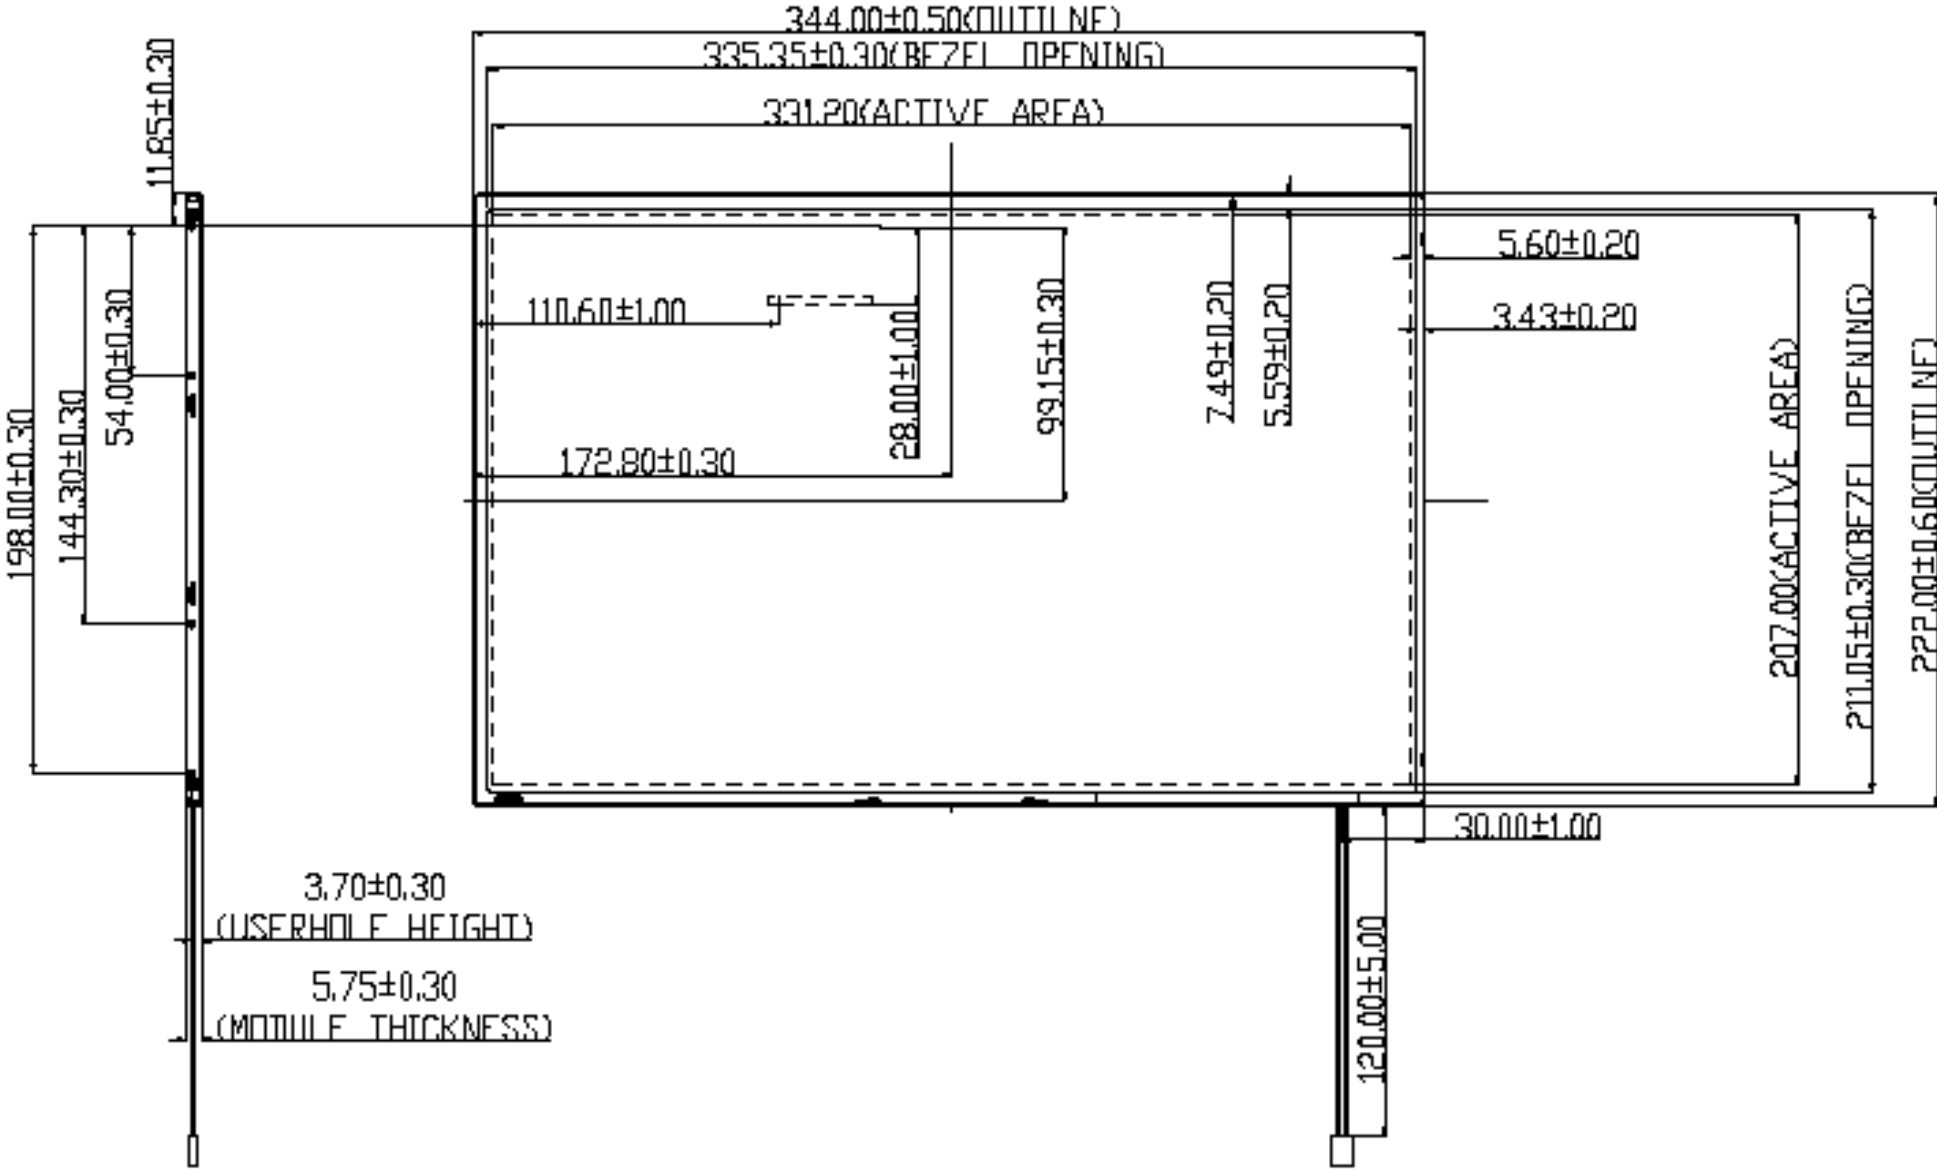 344.00±0.50(OUTILNE)
335.35±0.30(BEZEL OPENING)
331.20(ACTIVE AREA)
11.85±0.30
5.60±0.20
3.43±0.20
110.60±1.00
172.80±0.30
28.00±1.00
99.15±0.30
7.49±0.20
5.59±0.20
54.00±0.30
144.30±0.30
198.00±0.30
207.00(ACTIVE AREA)
211.05±0.30(BEZEL OPENING)
222.00±0.60(OUTILNE)
30.00±1.00
3.70±0.30
(USERHOLE HEIGHT)
5.75±0.30
(MODULE THICKNESS)
120.00±5.00